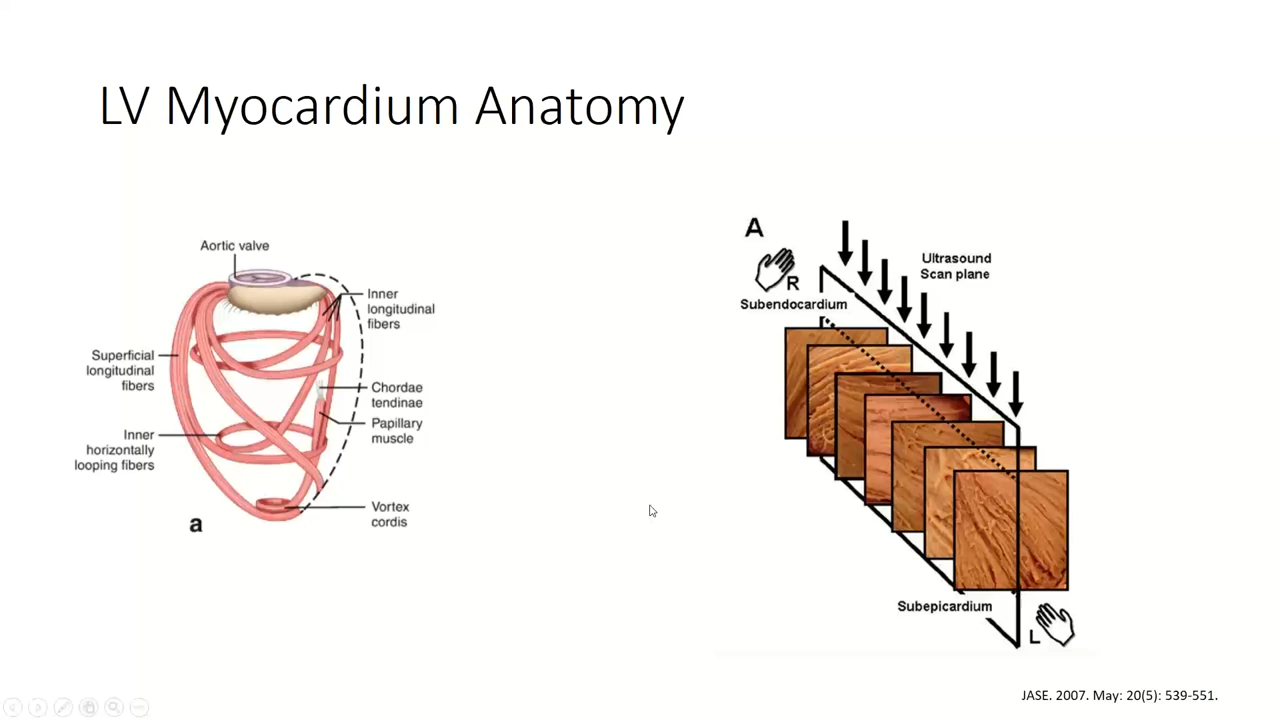 LV Myocardium Anatomy
Aortic valve
Inner
longitudinal
fibers
Superficial
longitudinal
fibers
Chordae
tendinae
Papillary
muscle
Inner
horizontally
looping fibers
Vortex
cordis
a
A
Ultrasound
Scan plane
R
Subendocardium
Subepicardium
L
JASE. 2007. May: 20(5): 539-551.